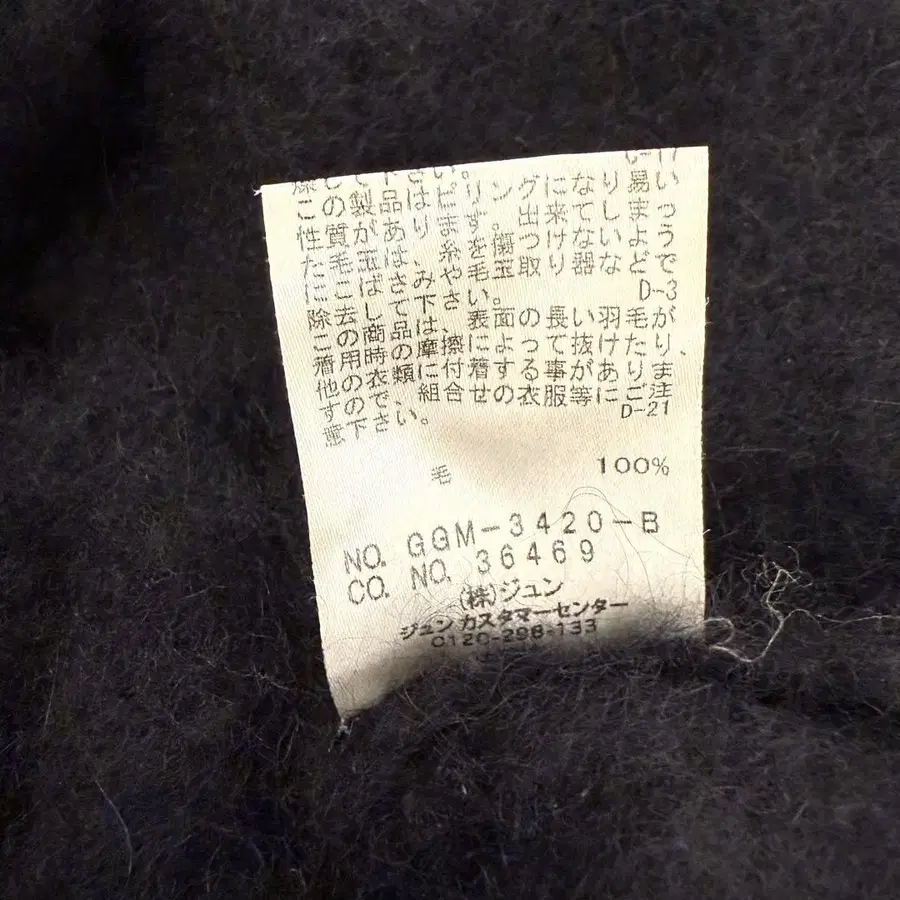 燥し
この製品はピリングになり易い
性質があります。出来てしまっ
た毛玉は、糸を傷つけないよう
にこばさみや毛玉取り器などで
除去して下さい。 D-3
この商品は、表面の長い羽毛が
着用時の摩擦によって抜けたり、
他の衣類に付着する事がありま
すので、組合せの衣服等にご注
意下さい。 D-21
毛 100%
NO. GGM-3420-B
CO. NO. 36469
(株)ジュン
ジュン カスタマーセンター
0120-298-133